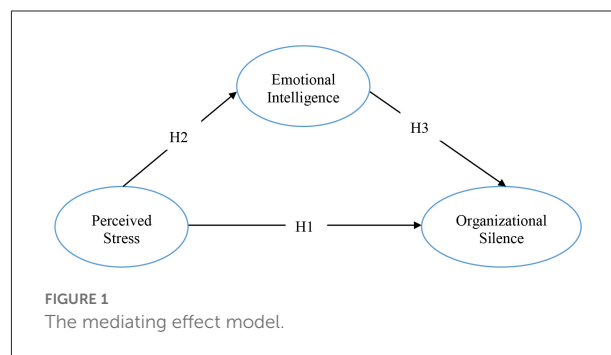 Emotional
Intelligence
H2
H3
Perceived
Stress
H1
Organizational
Silence
FIGURE 1
The mediating effect model.